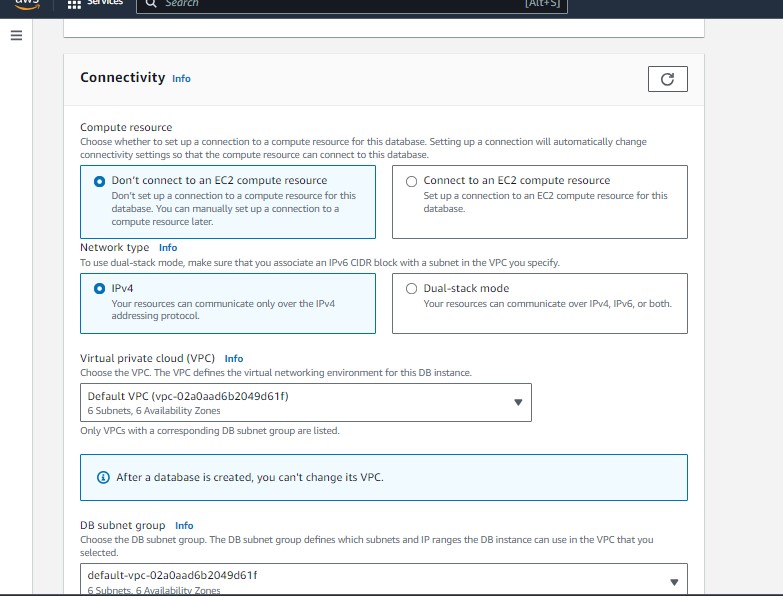 aws
Services
Search
[Alt+S]
Connectivity Info
Compute resource
Choose whether to set up a connection to a compute resource for this database. Setting up a connection will automatically change
connectivity settings so that the compute resource can connect to this database.
Don't connect to an EC2 compute resource
Don't set up a connection to a compute resource for this
database. You can manually set up a connection to a
compute resource later.
Connect to an EC2 compute resource
Set up a connection to an EC2 compute resource for this
database.
Network type Info
To use dual-stack mode, make sure that you associate an IPv6 CIDR block with a subnet in the VPC you specify.
IPv4
Your resources can communicate only over the IPv4
addressing protocol.
Dual-stack mode
Your resources can communicate over IPv4, IPv6, or both.
Virtual private cloud (VPC) Info
Choose the VPC. The VPC defines the virtual networking environment for this DB instance.
Default VPC (vpc-02a0aad6b2049d61f)
6 Subnets, 6 Availability Zones
Only VPCs with a corresponding DB subnet group are listed.
After a database is created, you can't change its VPC.
DB subnet group Info
Choose the DB subnet group. The DB subnet group defines which subnets and IP ranges the DB instance can use in the VPC that you
selected.
default-vpc-02a0aad6b2049d61f
6 Subnets, 6 Availability Zones